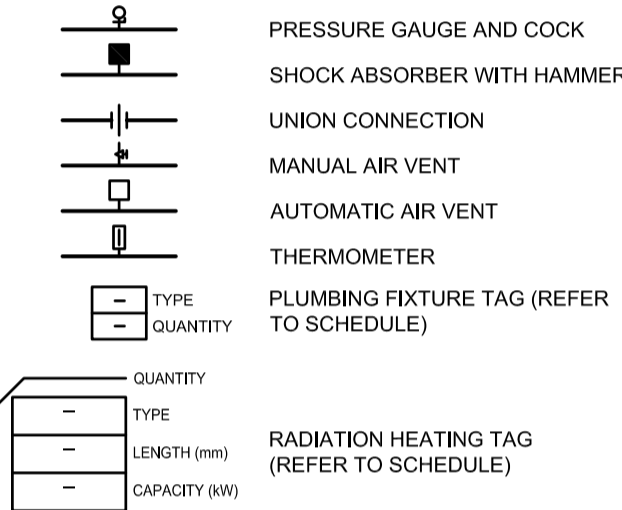 PRESSURE GAUGE AND COCK
SHOCK ABSORBER WITH HAMMER
UNION CONNECTION
MANUAL AIR VENT
AUTOMATIC AIR VENT
THERMOMETER
- TYPE
- QUANTITY
PLUMBING FIXTURE TAG (REFER
TO SCHEDULE)
QUANTITY
- TYPE
- LENGTH (mm)
- CAPACITY (kW)
RADIATION HEATING TAG
(REFER TO SCHEDULE)